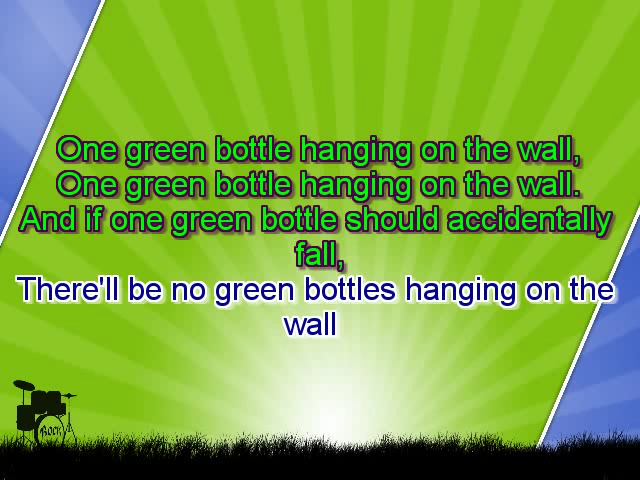 One green bottle hanging on the wall,
One green bottle hanging on the wall.
And if one green bottle should accidentally
fall,
There'll be no green bottles hanging on the
wall
ROCK